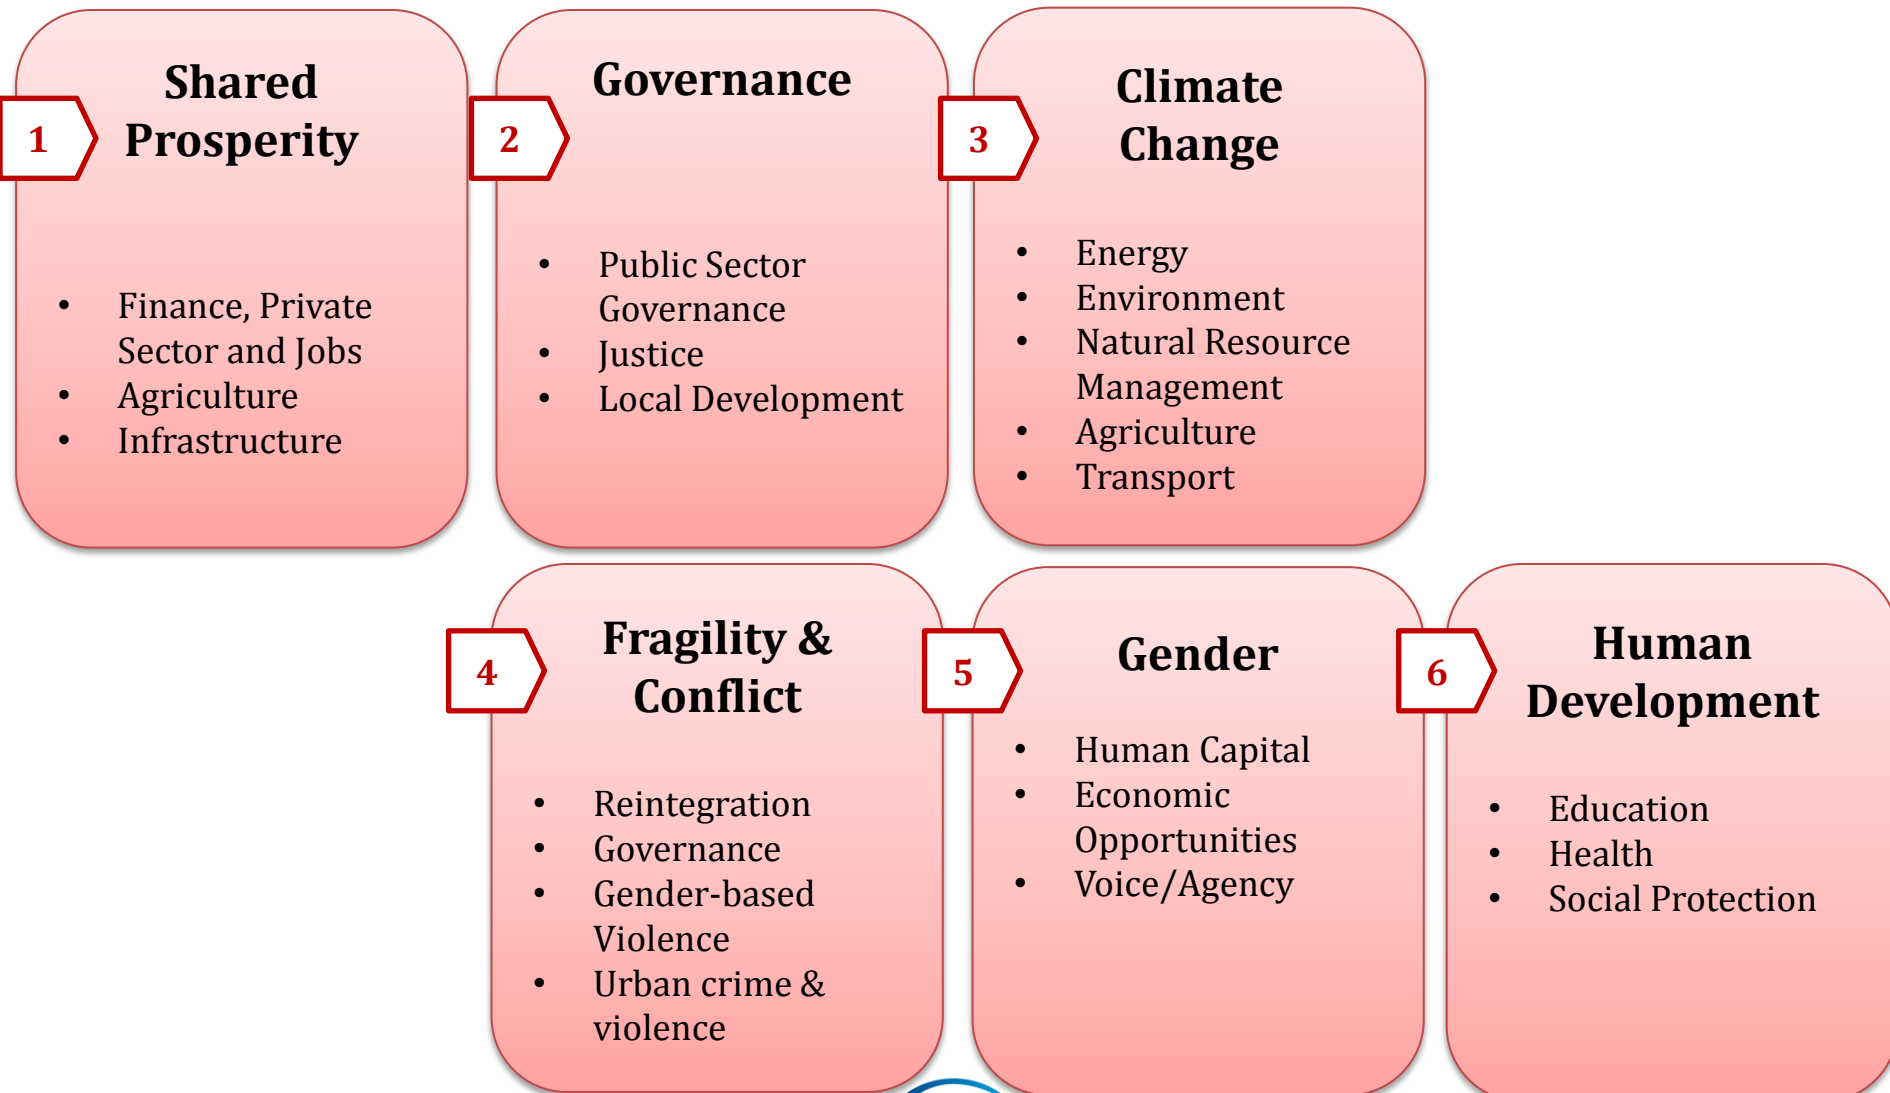 1
Shared
Prosperity
• Finance, Private
Sector and Jobs
• Agriculture
• Infrastructure
2
Governance
• Public Sector
Governance
• Justice
• Local Development
3
Climate
Change
• Energy
• Environment
• Natural Resource
Management
• Agriculture
• Transport
4
Fragility &
Conflict
• Reintegration
• Governance
• Gender-based
Violence
• Urban crime &
violence
5
Gender
• Human Capital
• Economic
Opportunities
• Voice/Agency
6
Human
Development
• Education
• Health
• Social Protection